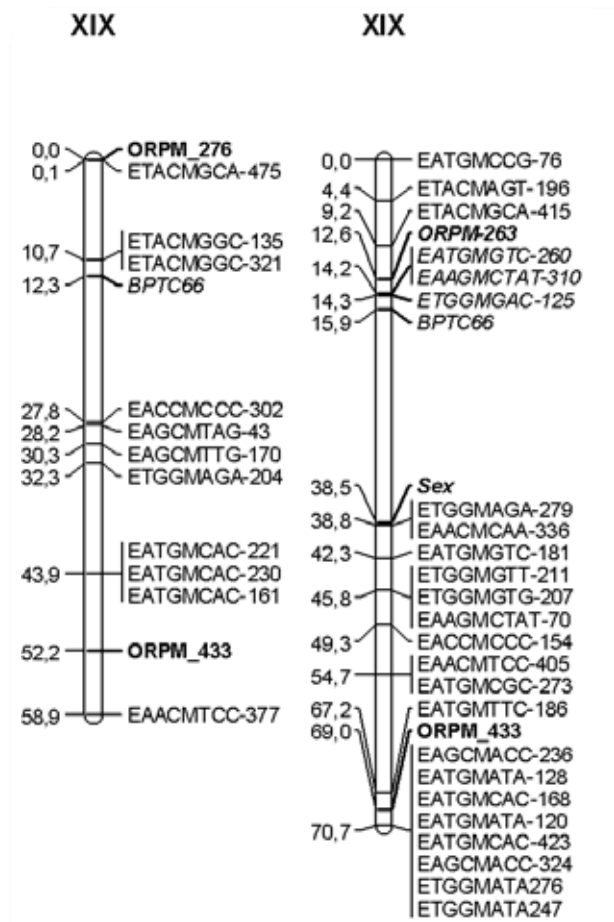 XIX
0,0 ORPM_276
0,1 ETACMGCA-475
10,7 ETACMGGC-135
ETACMGGC-321
12,3 BPTC66
27,8 EACCMCCC-302
28,2 EAGCMTAG-43
30,3 EAGCMTTG-170
32,3 ETGGMAGA-204
43,9 EATGMCAC-221
EATGMCAC-230
EATGMCAC-161
52,2 ORPM_433
58,9 EAACMTCC-377
XIX
0,0 EATGMCCG-76
4,4 ETACMAGT-196
9,2 ETACMGCA-415
12,6 ORPM-263
14,2 EATGMGTC-260
EAAGMCTAT-310
14,3 ETGGMGAC-125
15,9 BPTC66
38,5 Sex
38,8 ETGGMAGA-279
EAACMCAA-336
42,3 EATGMGTC-181
45,8 ETGGMGTT-211
ETGGMGTG-207
EAAGMCTAT-70
49,3 EACCMCCC-154
54,7 EAACMTCC-405
EATGMCGC-273
67,2 EATGMTTC-186
69,0 ORPM_433
70,7 EAGCMACC-236
EATGMATA-128
EATGMCAC-168
EATGMATA-120
EATGMCAC-423
EAGCMACC-324
ETGGMATA276
ETGGMATA247